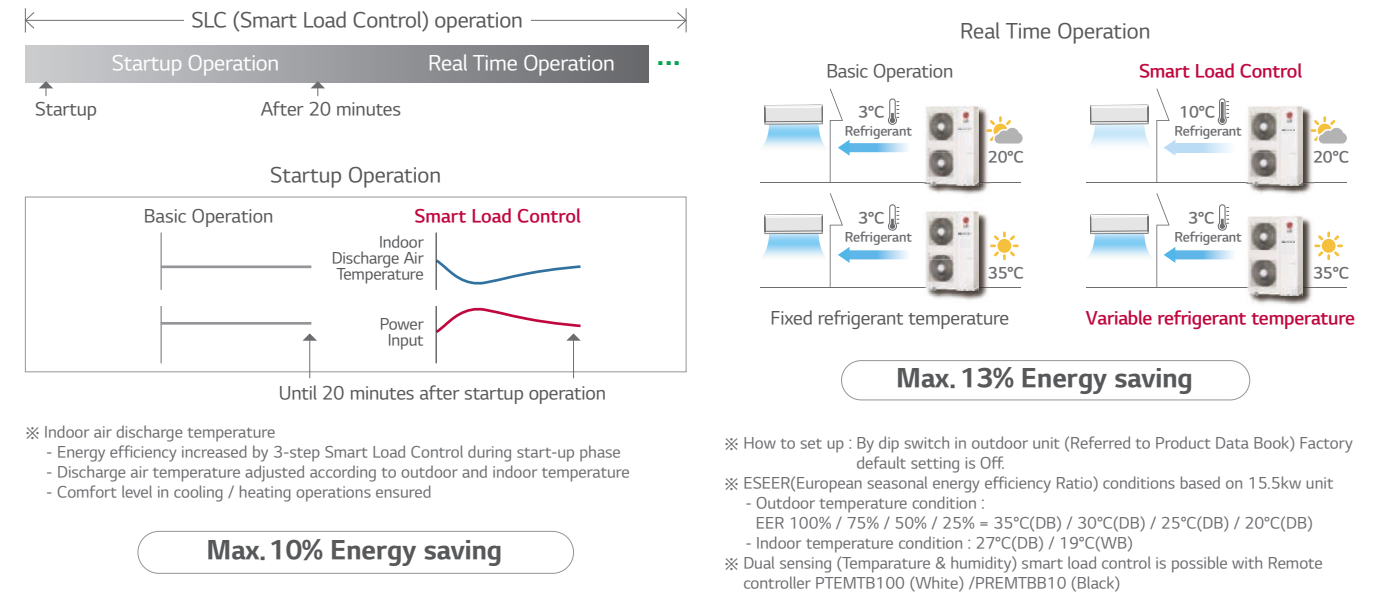 SLC (Smart Load Control) operation
Startup Operation
Real Time Operation
...
Startup
After 20 minutes
Startup Operation
Basic Operation
Smart Load Control
Indoor
Discharge Air
Temperature
Power
Input
Until 20 minutes after startup operation
※ Indoor air discharge temperature
- Energy efficiency increased by 3-step Smart Load Control during start-up phase
- Discharge air temperature adjusted according to outdoor and indoor temperature
- Comfort level in cooling / heating operations ensured
Max. 10% Energy saving
Real Time Operation
Basic Operation
Smart Load Control
3°C
Refrigerant
20°C
10°C
Refrigerant
20°C
3°C
Refrigerant
35°C
3°C
Refrigerant
35°C
Fixed refrigerant temperature
Variable refrigerant temperature
Max. 13% Energy saving
※ How to set up : By dip switch in outdoor unit (Referred to Product Data Book) Factory
default setting is Off.
※ ESEER(European seasonal energy efficiency Ratio) conditions based on 15.5kw unit
- Outdoor temperature condition :
EER 100% / 75% / 50% / 25% = 35°C(DB) / 30°C(DB) / 25°C(DB) / 20°C(DB)
- Indoor temperature condition : 27°C(DB) / 19°C(WB)
※ Dual sensing (Temparature & humidity) smart load control is possible with Remote
controller PTEMTB100 (White) /PREMTBB10 (Black)